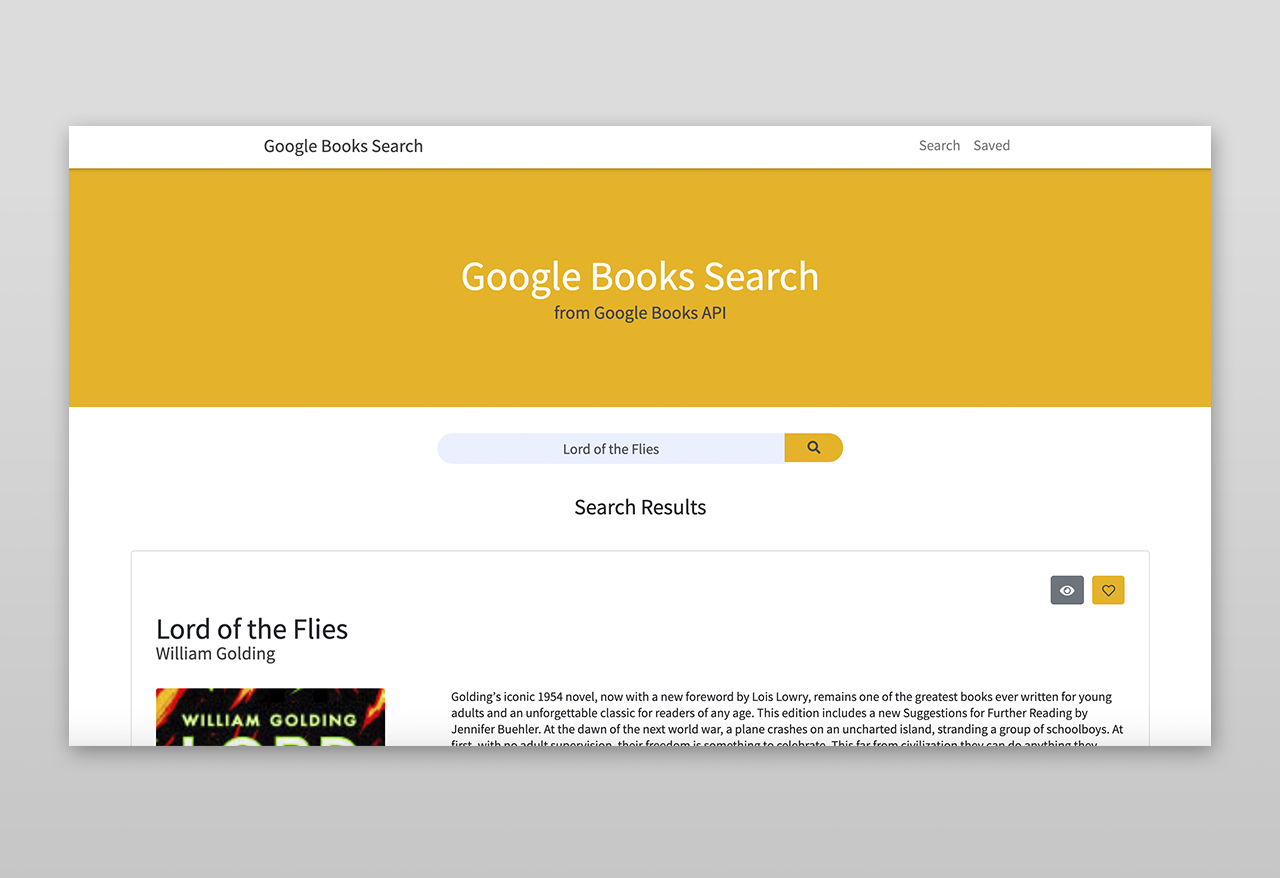 Google Books Search
Search Saved
Google Books Search
from Google Books API
Lord of the Flies
Search Results
Lord of the Flies
William Golding
WILLIAM GOLDING
LORD
Golding’s iconic 1954 novel, now with a new foreword by Lois Lowry, remains one of the greatest books ever written for young
adults and an unforgettable classic for readers of any age. This edition includes a new Suggestions for Further Reading by
Jennifer Buehler. At the dawn of the next world war, a plane crashes on an uncharted island, stranding a group of schoolboys. At
first, with no adult supervision, their freedom is something to celebrate. This far from civilization they can do anything they